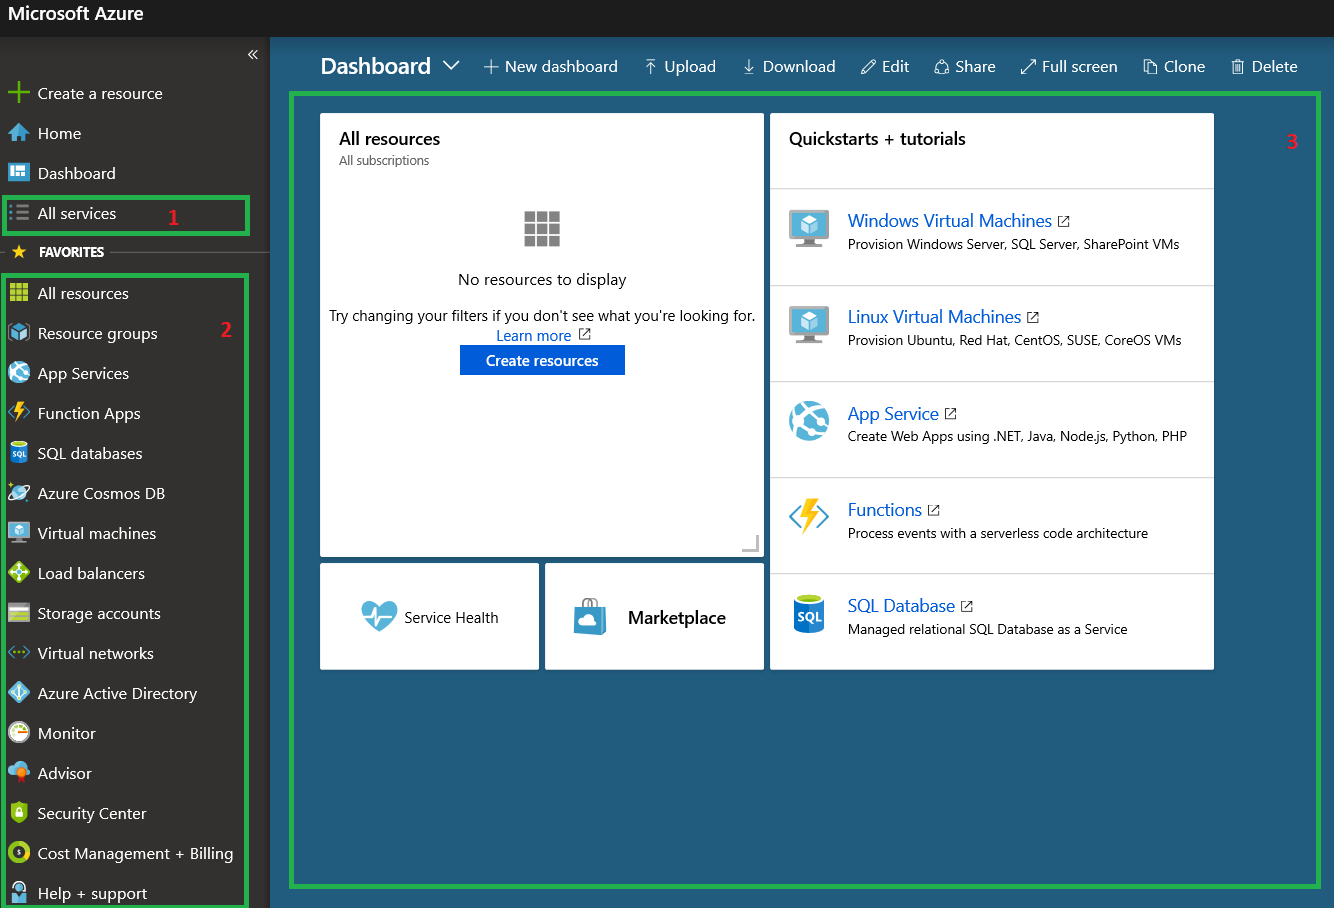 Microsoft Azure
«
Create a resource
Home
Dashboard
All services
1
FAVORITES
All resources
Resource groups
2
App Services
Function Apps
SQL
SQL databases
Azure Cosmos DB
Virtual machines
Load balancers
Storage accounts
Virtual networks
Azure Active Directory
Monitor
Advisor
Security Center
$
Cost Management + Billing
Help + support
Dashboard
New dashboard
Upload
Download
Edit
Share
Full screen
Clone
Delete
3
All resources
All subscriptions
No resources to display
Try changing your filters if you don't see what you're looking for.
Learn more
Create resources
Service Health
Marketplace
Quickstarts + tutorials
Windows Virtual Machines
Provision Windows Server, SQL Server, SharePoint VMs
Linux Virtual Machines
Provision Ubuntu, Red Hat, CentOS, SUSE, CoreOS VMs
App Service
Create Web Apps using .NET, Java, Node.js, Python, PHP
Functions
Process events with a serverless code architecture
SQL
SQL Database
Managed relational SQL Database as a Service